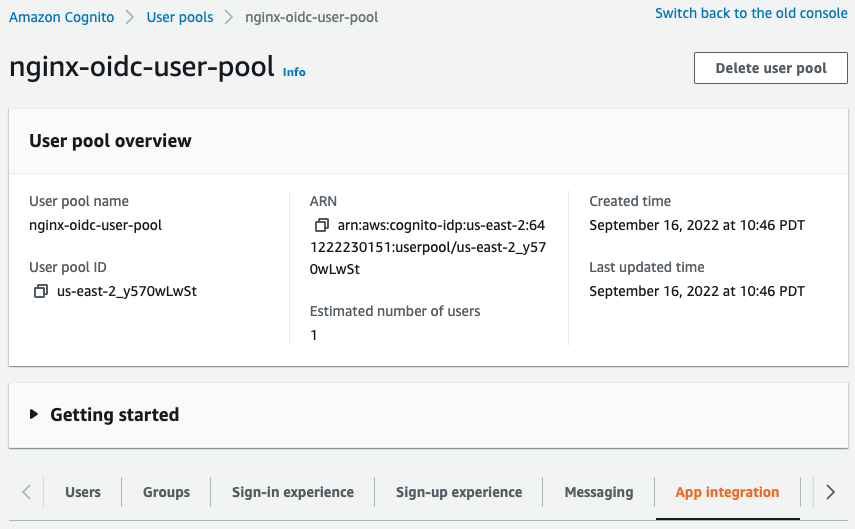 Amazon Cognito > User pools > nginx-oidc-user-pool
Switch back to the old console
nginx-oidc-user-pool Info
Delete user pool
User pool overview
User pool name
nginx-oidc-user-pool
User pool ID
us-east-2_y570wLwSt
ARN
arn:aws:cognito-idp:us-east-2:64
1222230151:userpool/us-east-2_y57
0wLwSt
Estimated number of users
1
Created time
September 16, 2022 at 10:46 PDT
Last updated time
September 16, 2022 at 10:46 PDT
Getting started
Users Groups Sign-in experience Sign-up experience Messaging App integration